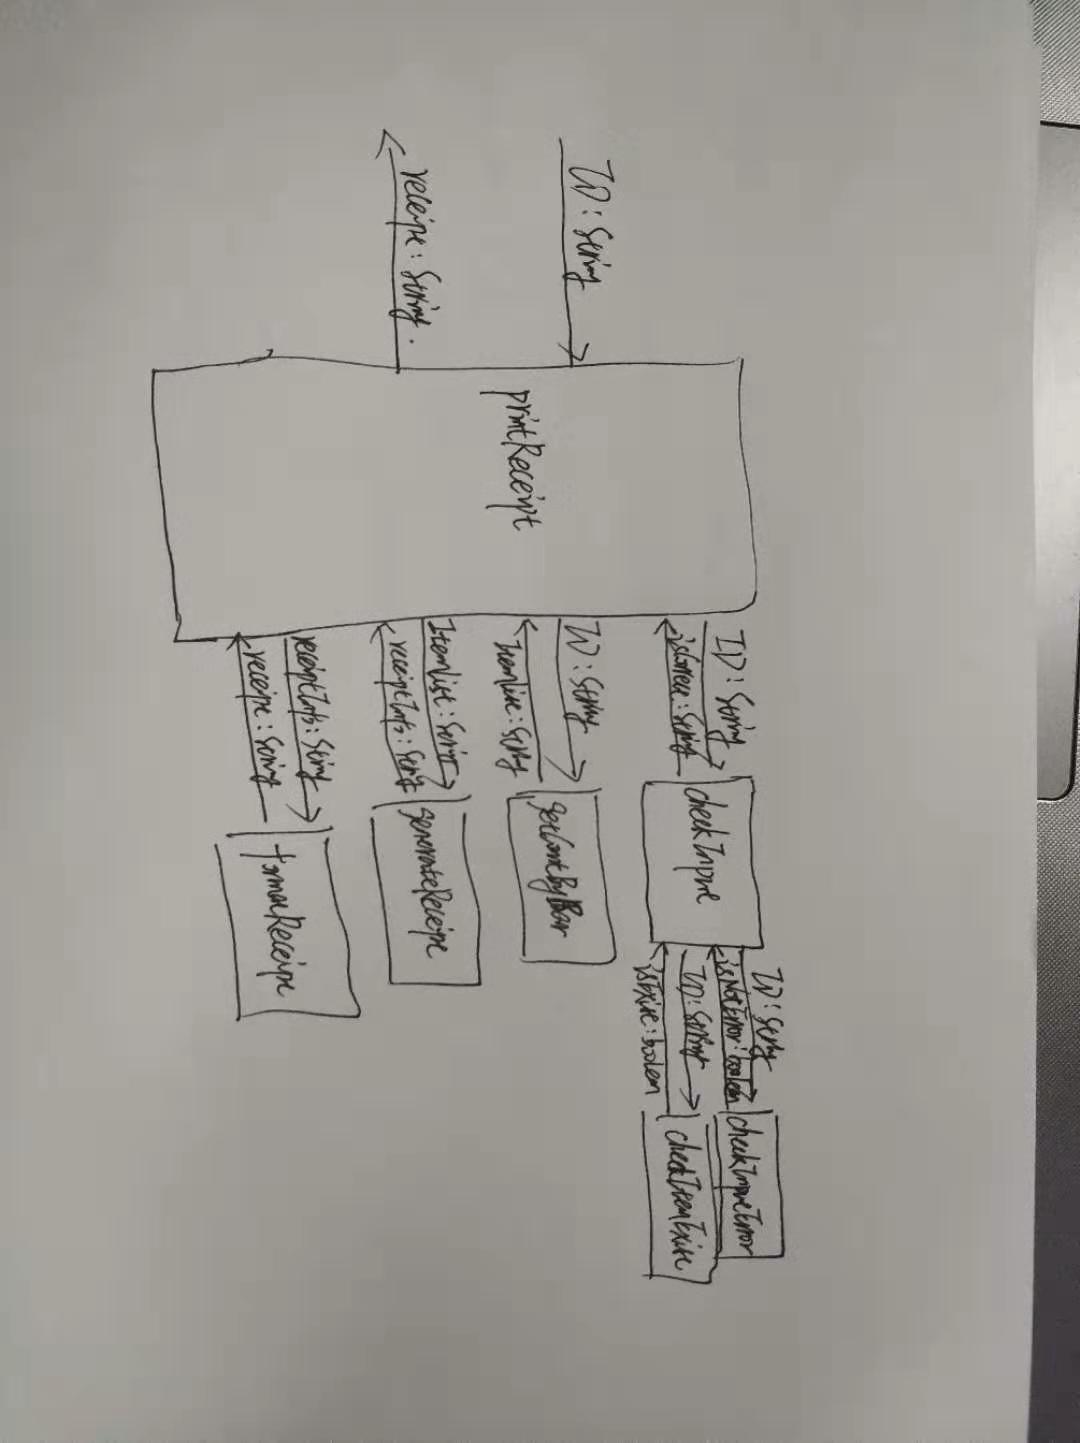 ID: String
receipt: String.
printReceipt
ID: String
isCorrect: String
checkInput
ID: String
isNotError: boolean
checkInputError
ID: String
isExist: boolean
checkItemExist
ID: String
ItemList: String
ItemList: String
receiptInfo: String
generateReceipt
receiptInfo: String
receipt: String
formatReceipt